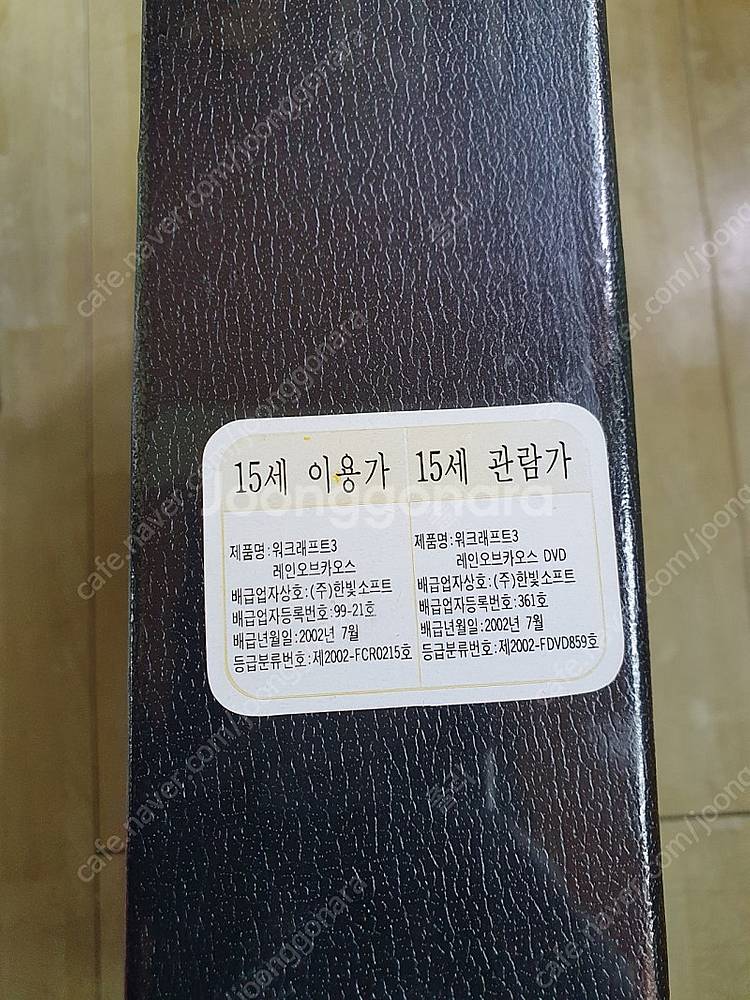 15세 이용가
제품명:워크래프트3
레인오브카오스
배급업자상호:(주)한빛소프트
배급업자등록번호:99-21호
배급년월일:2002년 7월
등급분류번호:제2002-FCR0215호
15세 관람가
제품명:워크래프트3
레인오브카오스 DVD
배급업자상호:(주)한빛소프트
배급업자등록번호:361호
배급년월일:2002년 7월
등급분류번호:제2002-FDVD859호
Joonggonara
cafe.naver.com/joonggonara
cafe.naver.com/joonggonara
cafe.naver.com/joonggonara